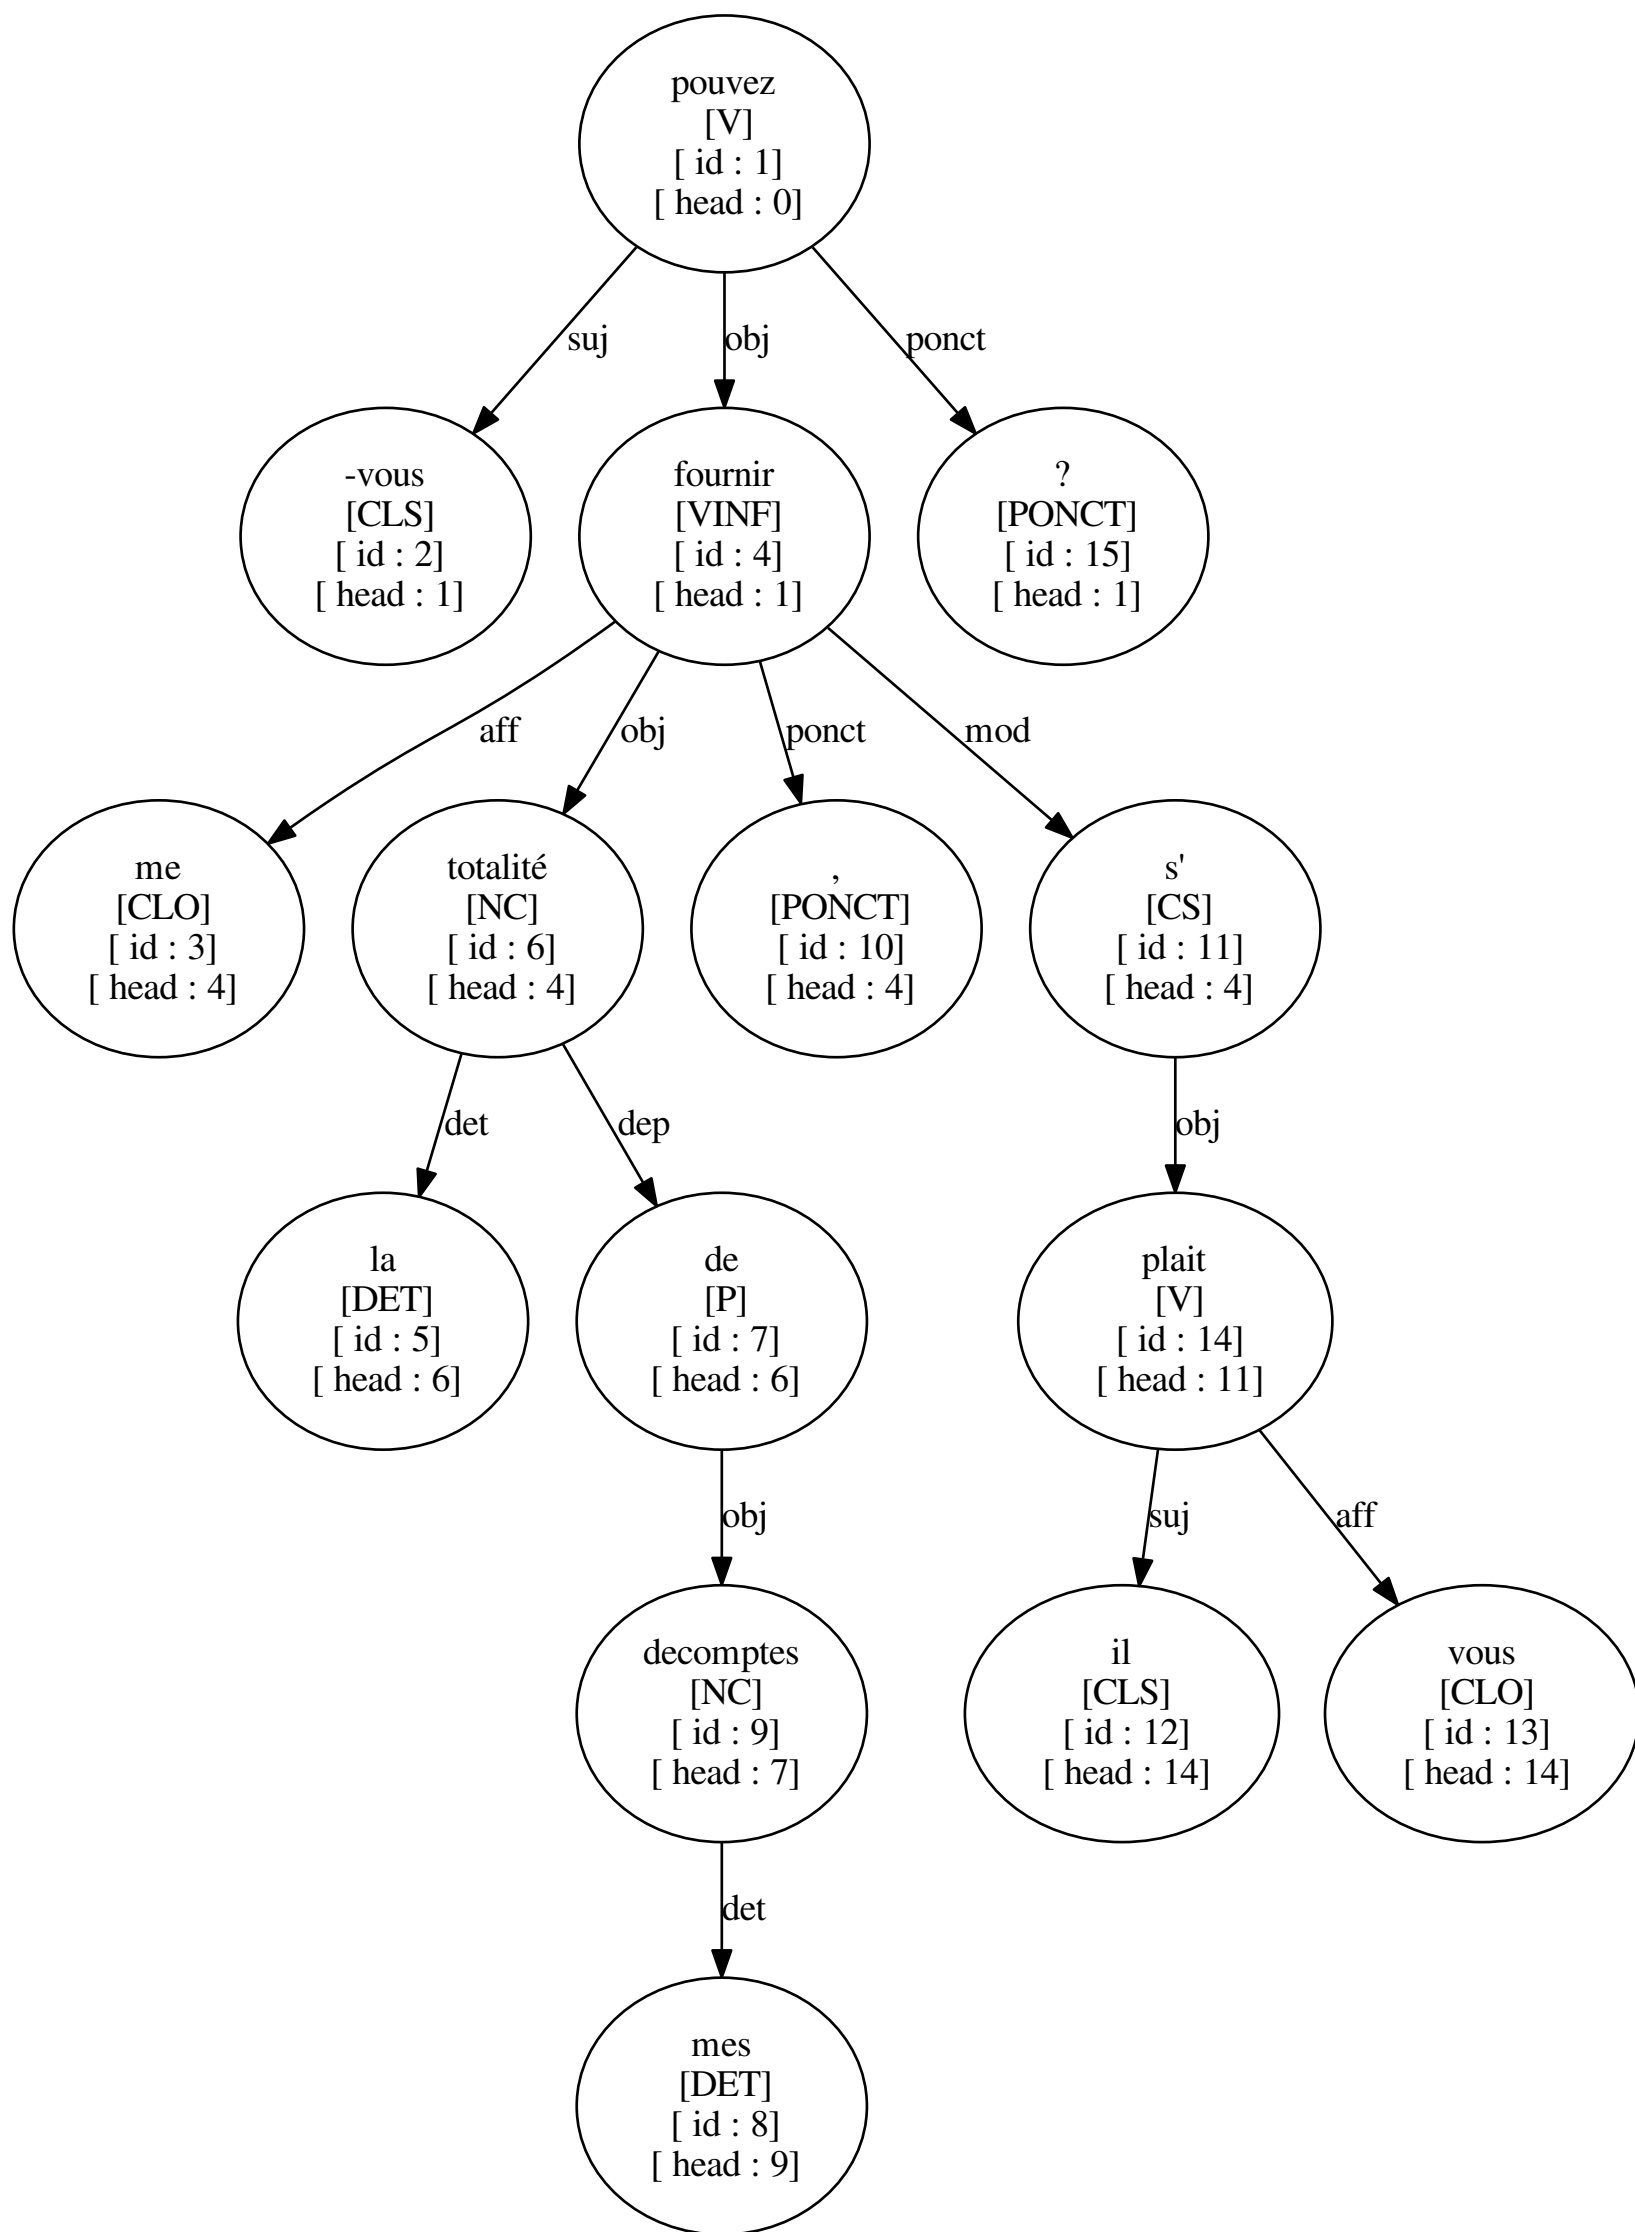 pouvez
[V]
[ id : 1]
[ head : 0]
suj
obj
ponct
-vous
[CLS]
[ id : 2]
[ head : 1]
fournir
[VINF]
[ id : 4]
[ head : 1]
?
[PONCT]
[ id : 15]
[ head : 1]
aff
obj
ponct
mod
me
[CLO]
[ id : 3]
[ head : 4]
totalité
[NC]
[ id : 6]
[ head : 4]
,
[PONCT]
[ id : 10]
[ head : 4]
s'
[CS]
[ id : 11]
[ head : 4]
det
dep
obj
la
[DET]
[ id : 5]
[ head : 6]
de
[P]
[ id : 7]
[ head : 6]
plait
[V]
[ id : 14]
[ head : 11]
obj
suj
aff
decomptes
[NC]
[ id : 9]
[ head : 7]
il
[CLS]
[ id : 12]
[ head : 14]
vous
[CLO]
[ id : 13]
[ head : 14]
det
mes
[DET]
[ id : 8]
[ head : 9]